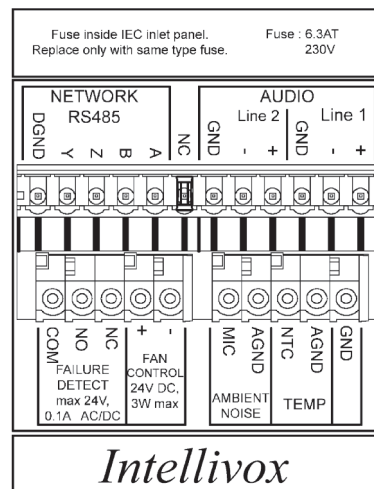 Fuse inside IEC inlet panel. Fuse : 6.3AT
Replace only with same type fuse. 230V
NETWORK AUDIO
RS485 Line 2 Line 1
DGND Y Z B A NC GND - + GND - +
COM NO NC + - MIC AGND NTC AGND GND
FAILURE DETECT max 24V, 0.1A AC/DC
FAN CONTROL 24V DC, 3W max
AMBIENT NOISE
TEMP
Intellivox